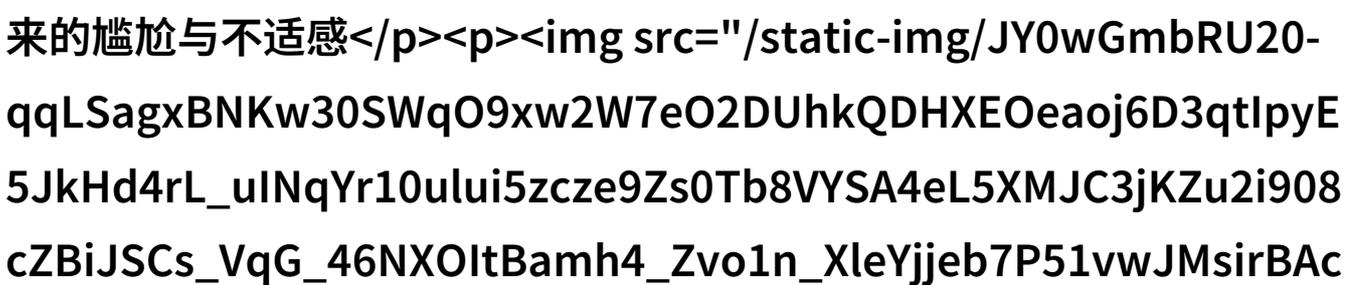 来的尴尬与不适感</p><p><img src="/static-img/JY0wGmbRU20-
qqLSagxBNKw30SWqO9xw2W7eO2DUhkQDHXEOeaoj6D3qtIpyE
5JkHd4rL_uINqYr10ului5zcze9Zs0Tb8VYSA4eL5XMJC3jKZu2i908
cZBiJSCs_VqG_46NXOItBamh4_Zvo1n_XleYjjeb7P51vwJMsirBAc